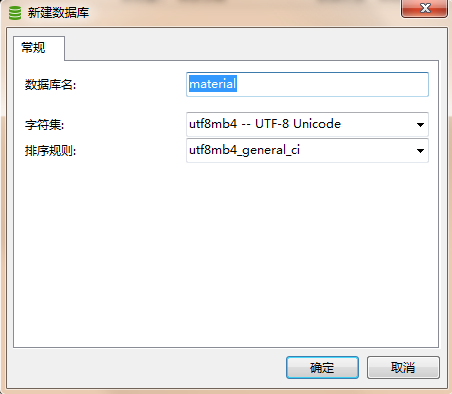 新建数据库
常规
数据库名:
material
字符集:
utf8mb4 -- UTF-8 Unicode
排序规则:
utf8mb4_general_ci
确定
取消